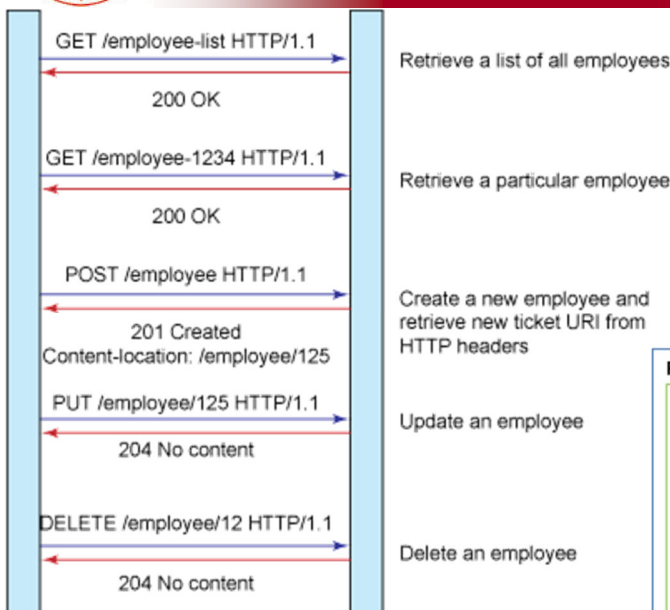 GET /employee-list HTTP/1.1
Retrieve a list of all employees
200 OK
GET /employee-1234 HTTP/1.1
Retrieve a particular employee
200 OK
POST /employee HTTP/1.1
Create a new employee and
retrieve new ticket URI from
HTTP headers
201 Created
Content-location: /employee/125
PUT /employee/125 HTTP/1.1
Update an employee
204 No content
DELETE /employee/12 HTTP/1.1
Delete an employee
204 No content